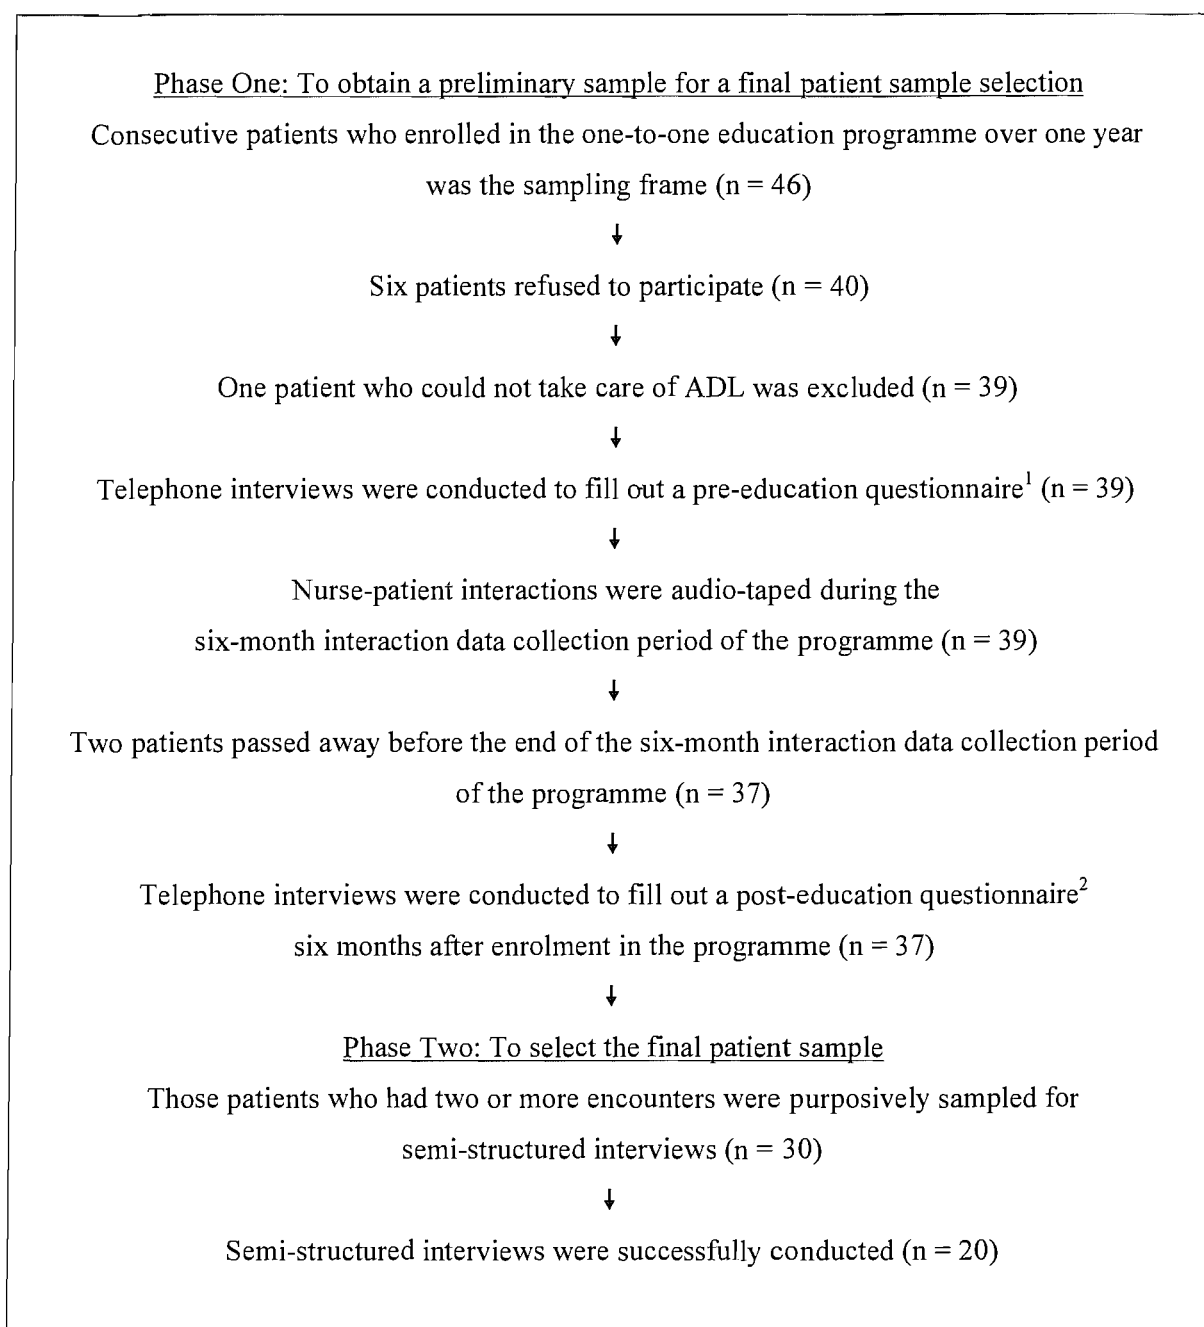 Phase One: To obtain a preliminary sample for a final patient sample selection
Consecutive patients who enrolled in the one-to-one education programme over one year
was the sampling frame (n = 46)
↓
Six patients refused to participate (n = 40)
↓
One patient who could not take care of ADL was excluded (n = 39)
↓
Telephone interviews were conducted to fill out a pre-education questionnaire¹ (n = 39)
↓
Nurse-patient interactions were audio-taped during the
six-month interaction data collection period of the programme (n = 39)
↓
Two patients passed away before the end of the six-month interaction data collection period
of the programme (n = 37)
↓
Telephone interviews were conducted to fill out a post-education questionnaire²
six months after enrolment in the programme (n = 37)
↓
Phase Two: To select the final patient sample
Those patients who had two or more encounters were purposively sampled for
semi-structured interviews (n = 30)
↓
Semi-structured interviews were successfully conducted (n = 20)